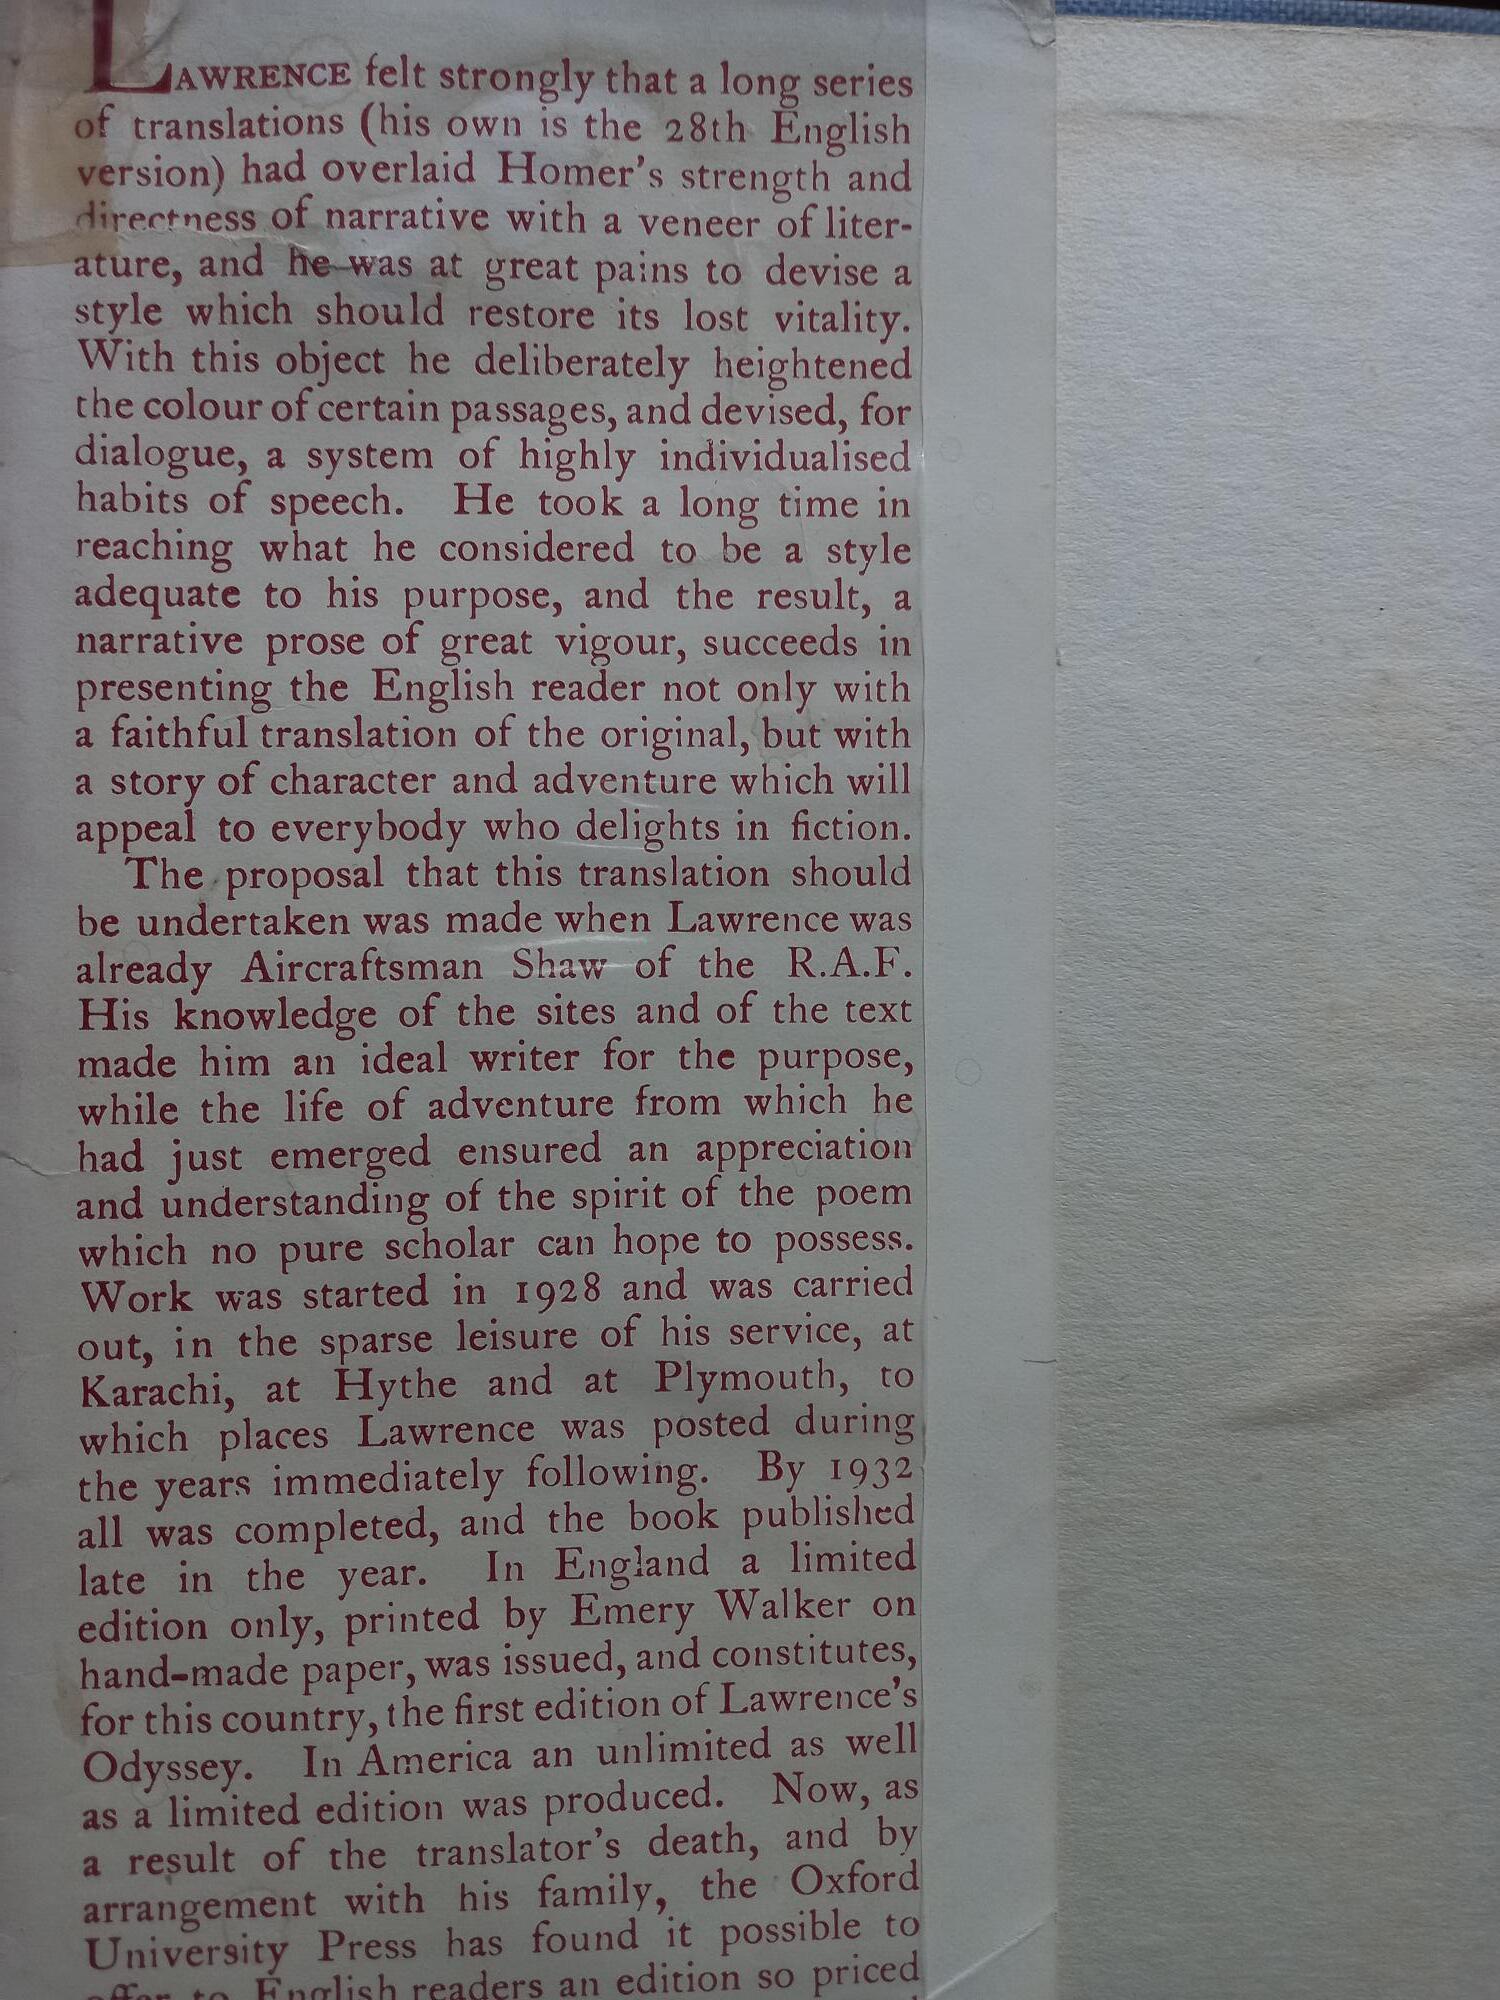 LAWRENCE felt strongly that a long series
of translations (his own is the 28th English
version) had overlaid Homer's strength and
directness of narrative with a veneer of liter-
ature, and he was at great pains to devise a
style which should restore its lost vitality.
With this object he deliberately heightened
the colour of certain passages, and devised, for
dialogue, a system of highly individualised
habits of speech. He took a long time in
reaching what he considered to be a style
adequate to his purpose, and the result, a
narrative prose of great vigour, succeeds in
presenting the English reader not only with
a faithful translation of the original, but with
a story of character and adventure which will
appeal to everybody who delights in fiction.
The proposal that this translation should
be undertaken was made when Lawrence was
already Aircraftsman Shaw of the R.A.F.
His knowledge of the sites and of the text
made him an ideal writer for the purpose,
while the life of adventure from which he
had just emerged ensured an appreciation
and understanding of the spirit of the poem
which no pure scholar can hope to possess.
Work was started in 1928 and was carried
out, in the sparse leisure of his service, at
Karachi, at Hythe and at Plymouth, to
which places Lawrence was posted during
the years immediately following. By 1932
all was completed, and the book published
late in the year. In England a limited
edition only, printed by Emery Walker on
hand-made paper, was issued, and constitutes,
for this country, the first edition of Lawrence's
Odyssey. In America an unlimited as well
as a limited edition was produced. Now, as
a result of the translator's death, and by
arrangement with his family, the Oxford
University Press has found it possible to
offer to English readers an edition so priced